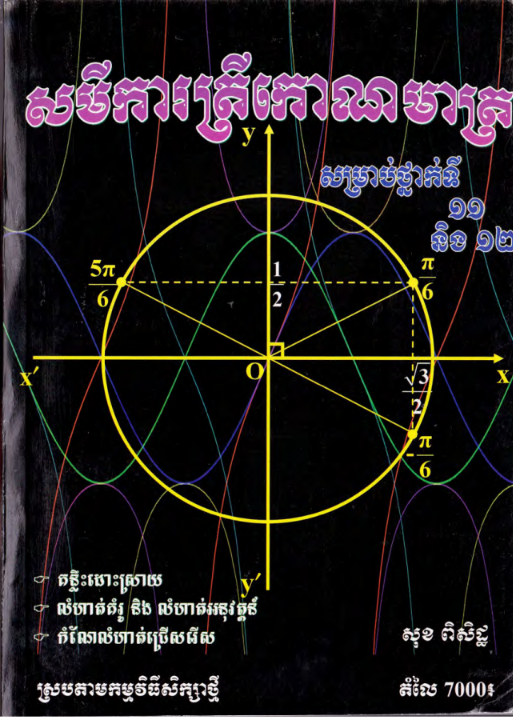 សមីការត្រីកោណមាត្រ
y
សម្រាប់ថ្នាក់ទី
១១
និង ១២
5π/6
1/2
π/6
x′
O
√3/2
x
-π/6
y′
គន្លឹះដោះស្រាយ
លំហាត់គំរូ និង លំហាត់អនុវត្តន៍
កំណែលំហាត់ជ្រើសរើស
សុខ ពិសិដ្ឋ
ស្របតាមកម្មវិធីសិក្សាថ្មី
តំលៃ 7000៛